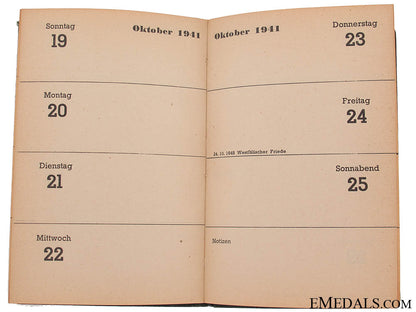 Sonntag
19
Oktober 1941
Montag
20
Dienstag
21
Mittwoch
22
Oktober 1941
Donnerstag
23
Freitag
24
24. 10. 1648 Westfälischer Friede
Sonnabend
25
Notizen
EMEDALS.COM